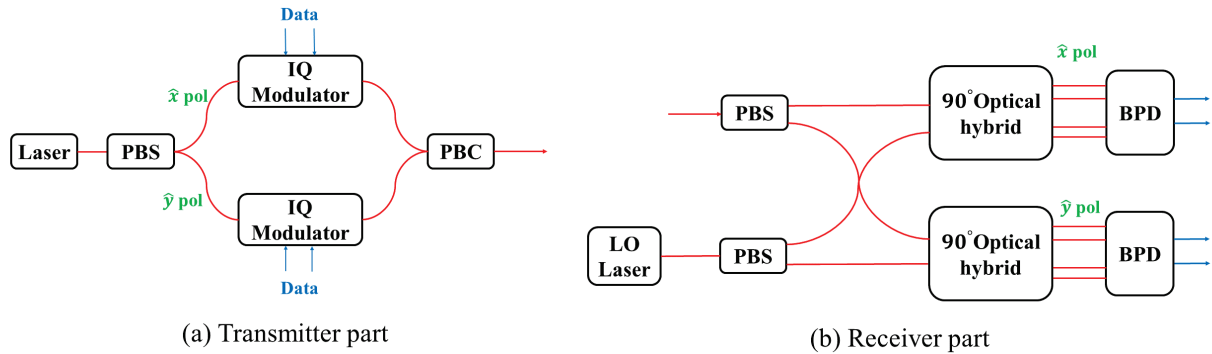 Data
IQ
Modulator
x̂ pol
Laser
PBS
PBC
ŷ pol
IQ
Modulator
Data
(a) Transmitter part
x̂ pol
PBS
90°Optical
hybrid
BPD
ŷ pol
LO
Laser
PBS
90°Optical
hybrid
BPD
(b) Receiver part